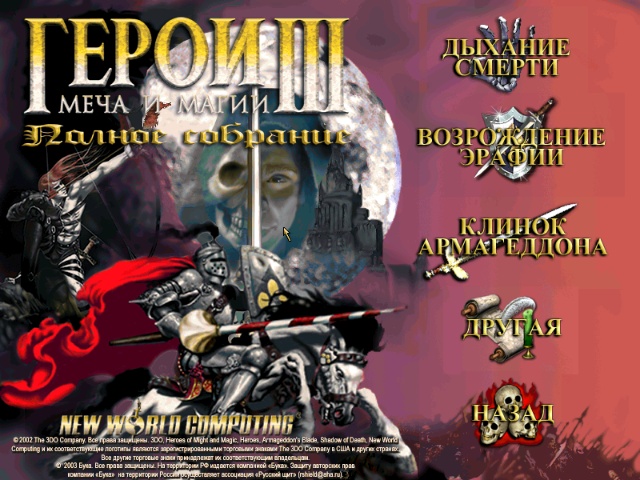 ГЕРОИ III
МЕЧА И МАГИИ
Полное собрание
ДЫХАНИЕ
СМЕРТИ
ВОЗРОЖДЕНИЕ
ЭРАФИИ
КЛИНОК
АРМАГЕДДОНА
ДРУГАЯ
НАЗАД
NEW WORLD COMPUTING
© 2002 The 3DO Company. Все права защищены. 3DO, Heroes of Might and Magic, Heroes, Armageddon's Blade, Shadow of Death, New World
Computing и их соответствующие логотипы являются зарегистрированными торговыми знаками The 3DO Company в США и других странах.
Все другие торговые знаки принадлежат их соответствующим владельцам.
© 2003 Бука. Все права защищены. На территории РФ издается компанией «Бука». Защиту авторских прав
компании «Бука» на территории России осуществляет ассоциация «Русский щит» (rshield@aha.ru).